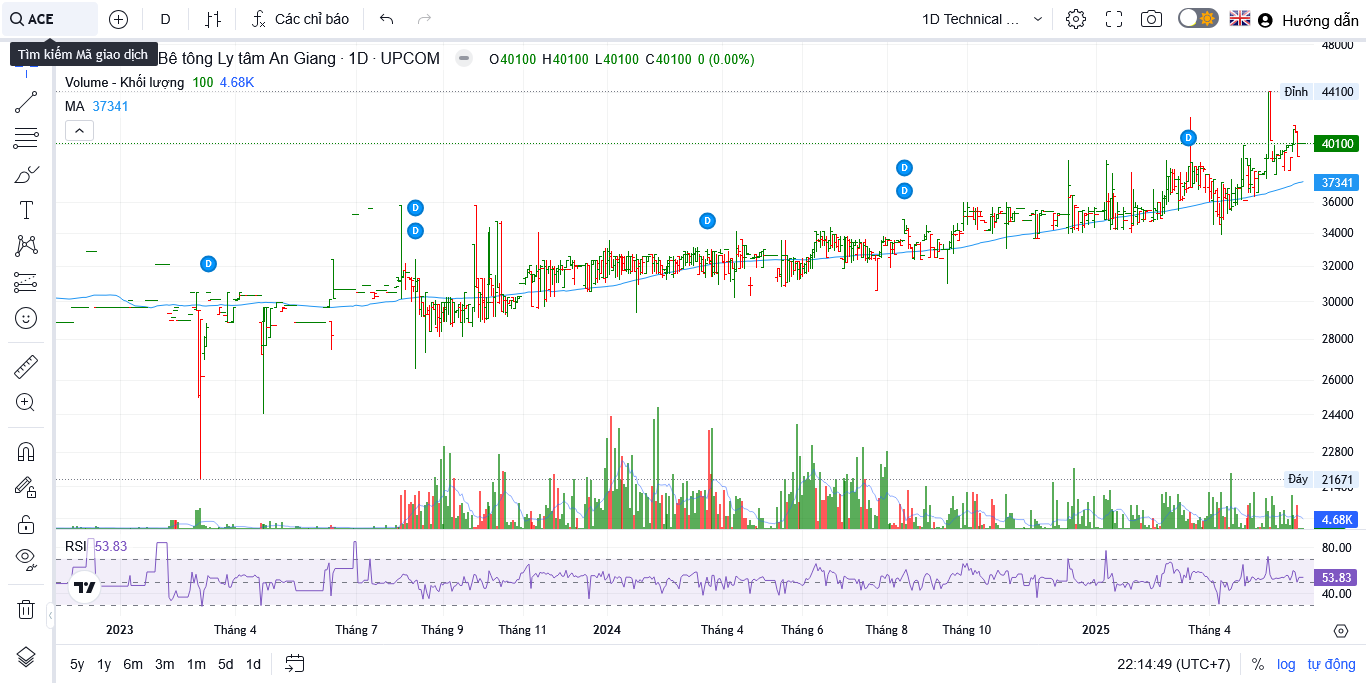 ACE D Các chỉ báo 1D Technical ... Hướng dẫn
Tìm kiếm Mã giao dịch
Bê tông Ly tâm An Giang · 1D · UPCOM O40100 H40100 L40100 C40100 0 (0.00%)
Volume - Khối lượng 100 4.68K
MA 37341
48000
Đỉnh 44100
40100
37341
36000
34000
32000
30000
28000
26000
24400
22800
Đáy 21671
4.68K
D
D
D
D
D
D
D
RSI 53.83
80.00
53.83
40.00
2023 Tháng 4 Tháng 7 Tháng 9 Tháng 11 2024 Tháng 4 Tháng 6 Tháng 8 Tháng 10 2025 Tháng 4
5y 1y 6m 3m 1m 5d 1d 22:14:49 (UTC+7) % log tự động